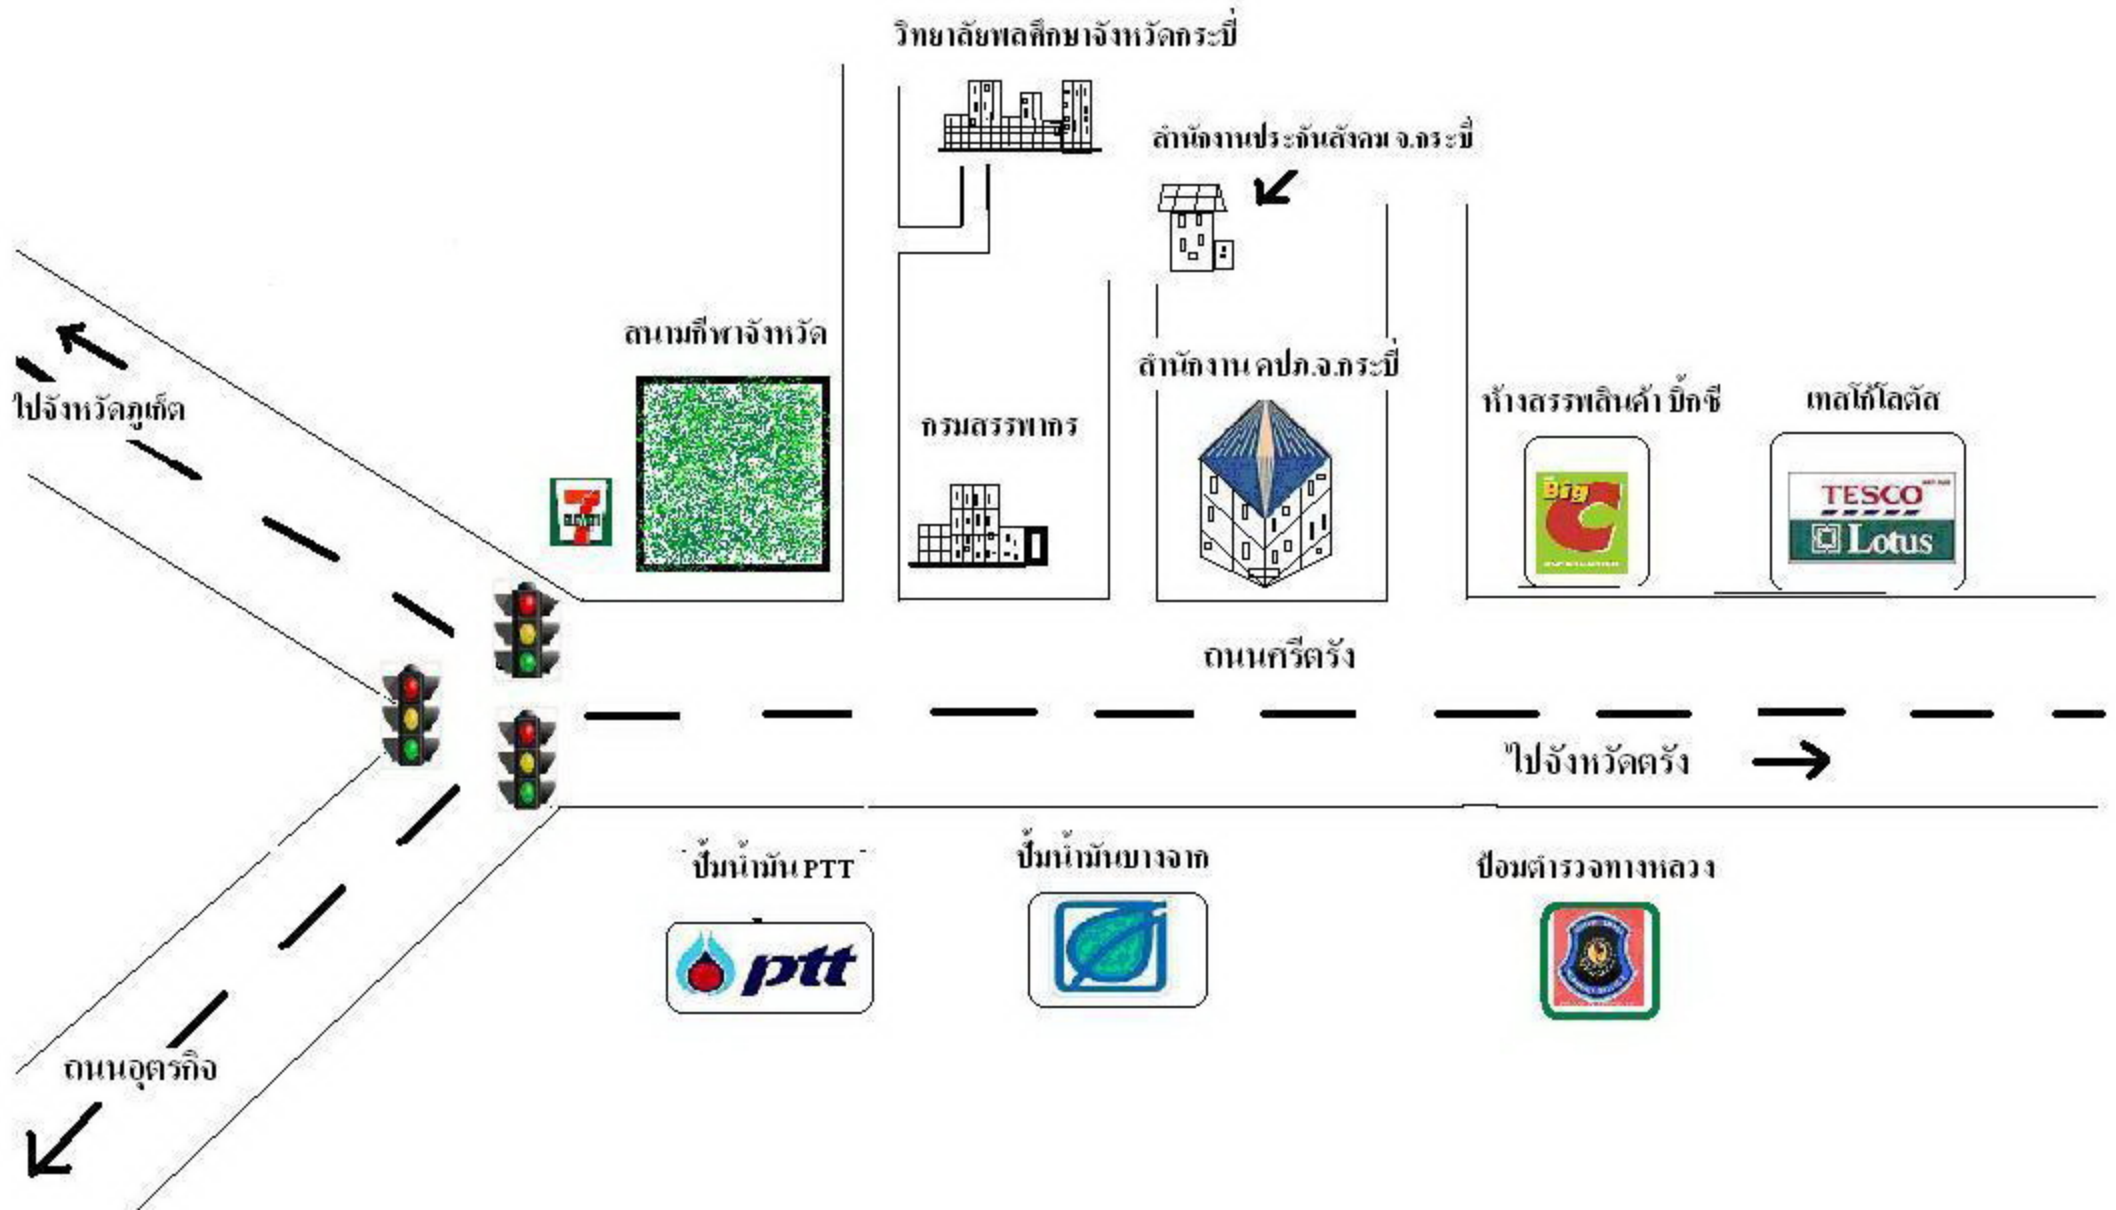 วิทยาลัยพลศึกษาจังหวัดกระบี่
สำนักงานประกันสังคม จ.กระบี่
สนามกีฬาจังหวัด
สำนักงาน คปภ.จ.กระบี่
ไปจังหวัดภูเก็ต
กรมสรรพากร
ห้างสรรพสินค้า บิ๊กซี
เทสโก้โลตัส
7
ELEVEN
Big
C
TESCO
Lotus
ถนนศรีตรัง
ไปจังหวัดตรัง
ปั้มน้ำมัน PTT
ปั้มน้ำมันบางจาก
ป้อมตำรวจทางหลวง
ptt
ถนนอุตรกิจ